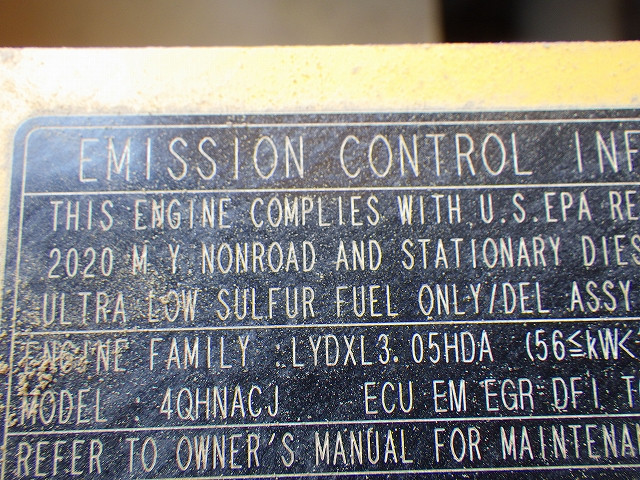 EMISSION CONTROL INF
THIS ENGINE COMPLIES WITH U.S.EPA RE
2020 M.Y. NONROAD AND STATIONARY DIES
ULTRA LOW SULFUR FUEL ONLY/DEL ASSY
ENGINE FAMILY : LYDXL3.05HDA (56≦kW<
MODEL : 4QHNACJ ECU EM EGR DFI T
REFER TO OWNER'S MANUAL FOR MAINTENA